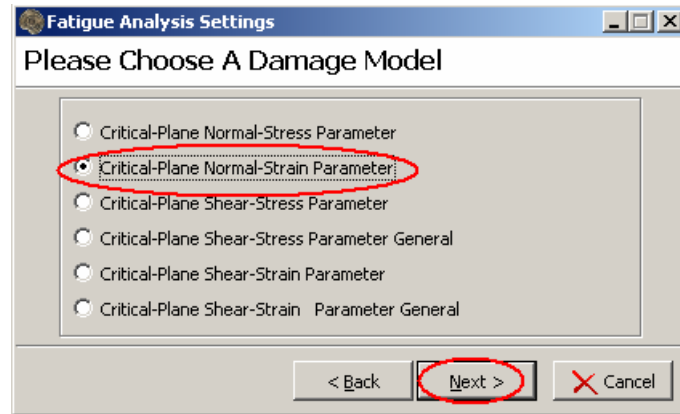 Fatigue Analysis Settings
Please Choose A Damage Model
Critical-Plane Normal-Stress Parameter
Critical-Plane Normal-Strain Parameter
Critical-Plane Shear-Stress Parameter
Critical-Plane Shear-Stress Parameter General
Critical-Plane Shear-Strain Parameter
Critical-Plane Shear-Strain   Parameter General
< Back Next > Cancel